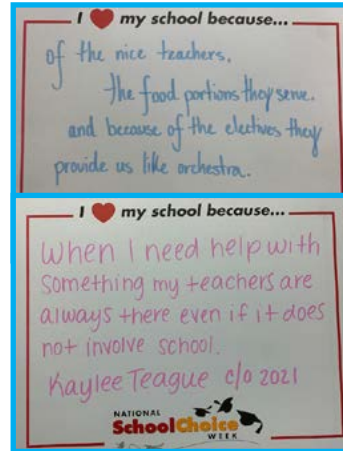 I ❤ my school because...
of the nice teachers,
the food portions they serve.
and because of the electives they
provide us like orchestra.
I ❤ my school because...
When I need help with
something my teachers are
always there even if it does
not involve school.
Kaylee Teague c/o 2021
NATIONAL
SchoolChoice
WEEK